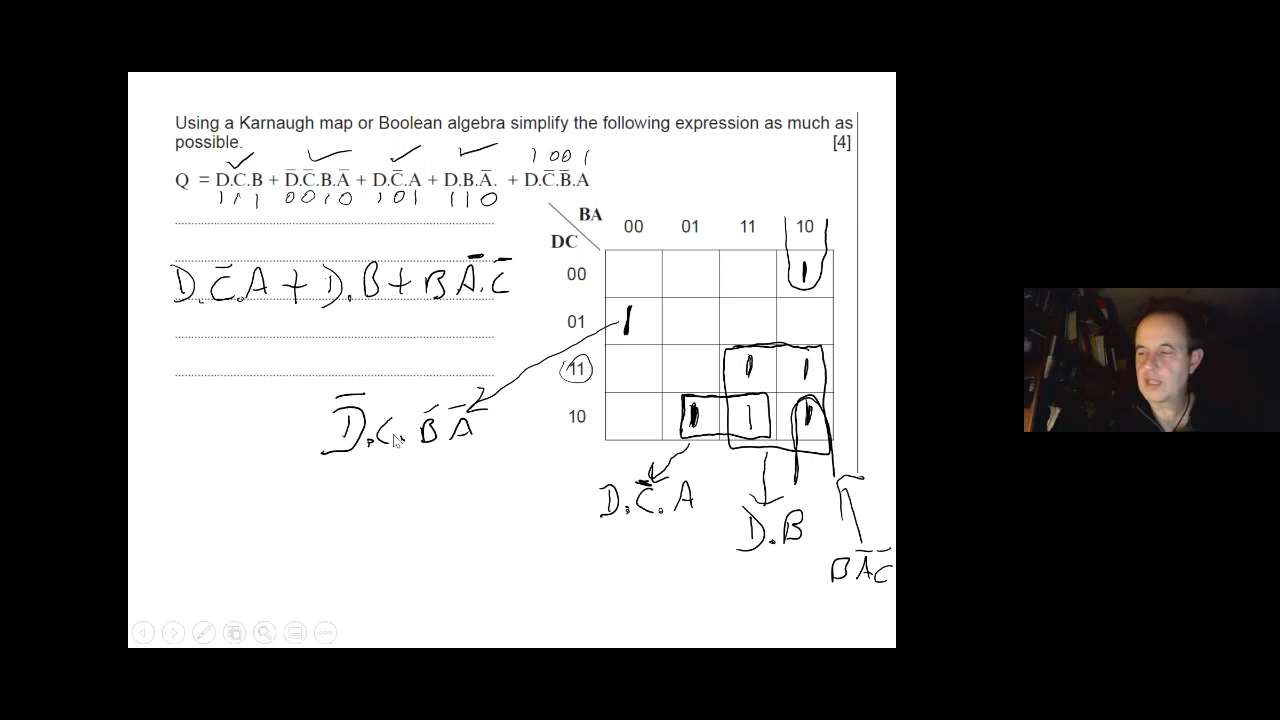 Using a Karnaugh map or Boolean algebra simplify the following expression as much as
possible. [4]
1 0 0 1
Q = D.C.B + D̅.C̅.B.A̅ + D.C̅.A + D.B.A̅. + D.C̅.B̅.A
1 1 1 0 0 1 0 1 0 1 1 1 0
BA
DC 00 01 11 10
00 1
D.C̅.A + D.B + B A̅.C̅
01 1
11 1 1
10 1 1 1
D̅.C. B̅ A̅
D.C̅.A
D.B
B A̅ C̅